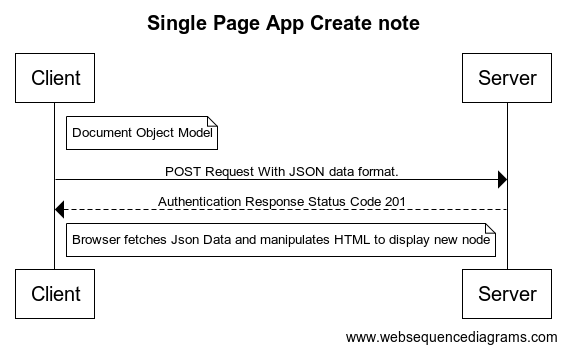 Single Page App Create note
Client Server
Document Object Model
POST Request With JSON data format.
Authentication Response Status Code 201
Browser fetches Json Data and manipulates HTML to display new node
Client Server
www.websequencediagrams.com